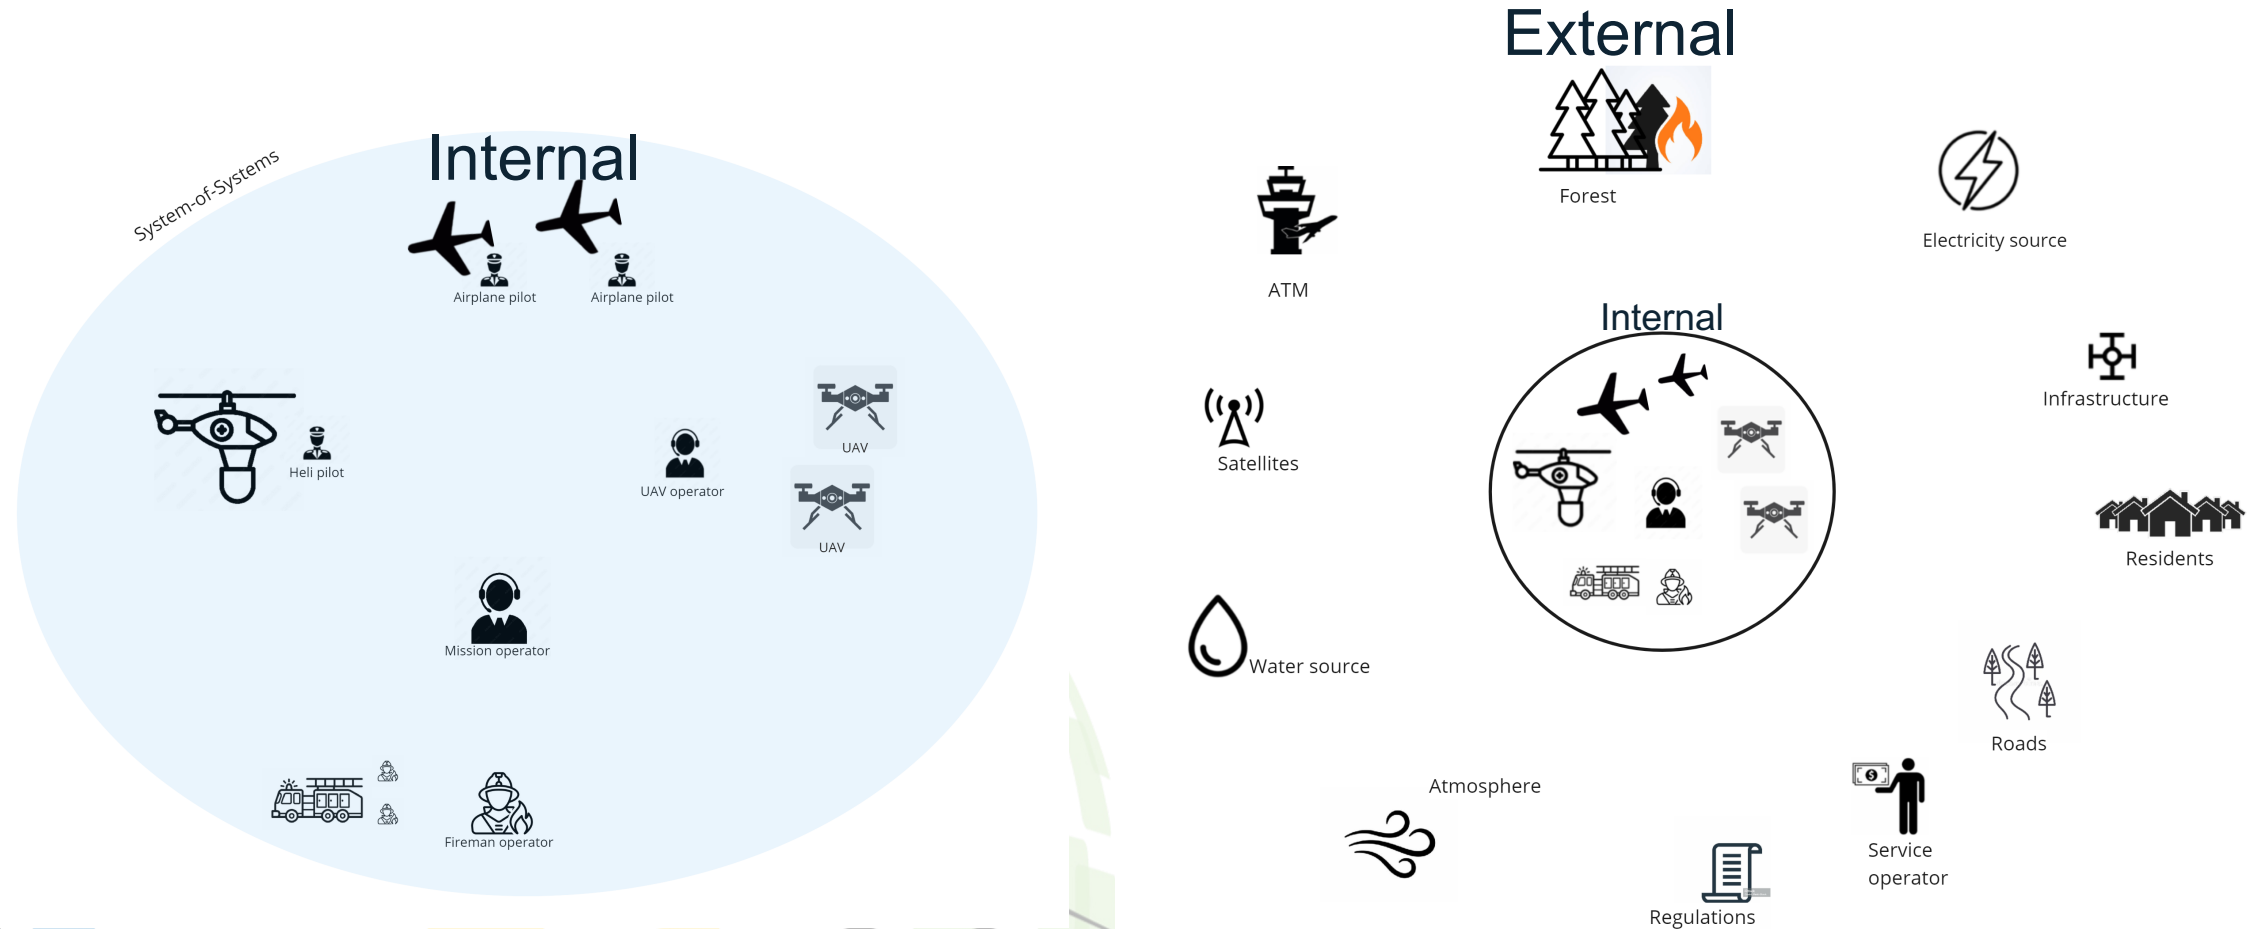 Internal
System-of-Systems
Airplane pilot
Airplane pilot
Heli pilot
UAV operator
UAV
UAV
Mission operator
Fireman operator
External
Forest
ATM
Electricity source
Internal
Infrastructure
Satellites
Residents
Water source
Roads
Atmosphere
Service
operator
Regulations